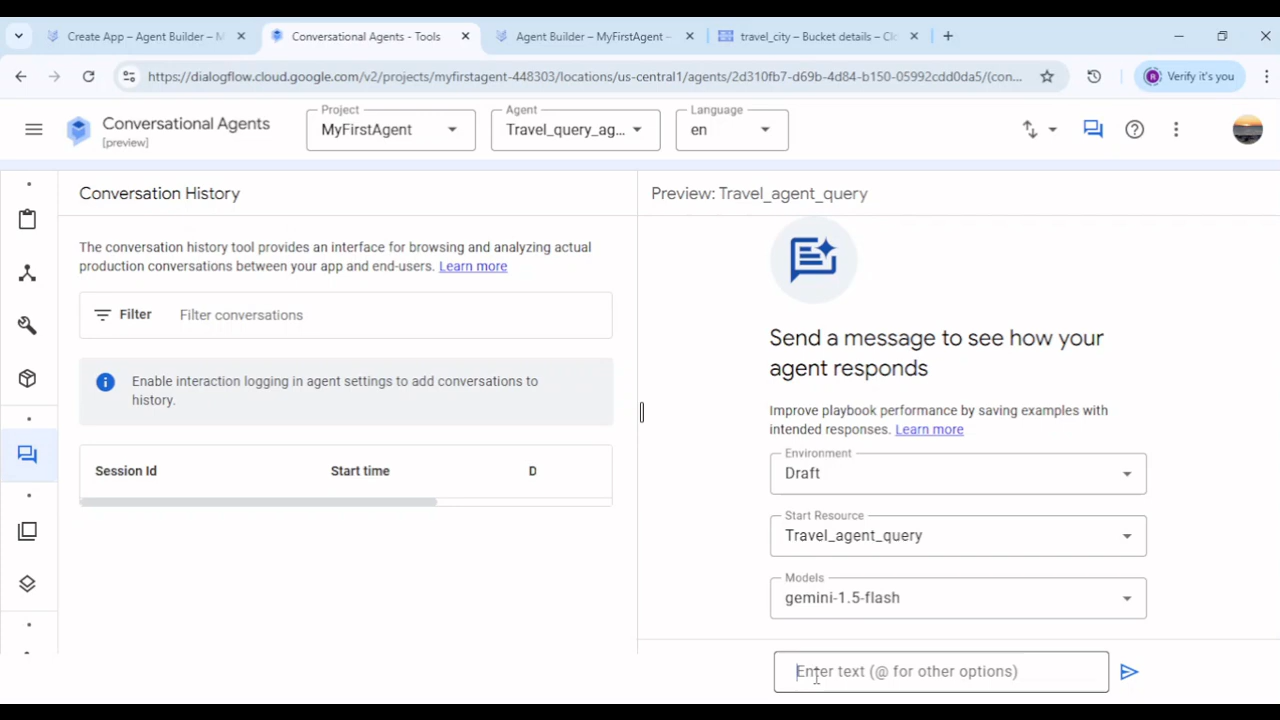 Create App – Agent Builder – M
Conversational Agents - Tools
Agent Builder – MyFirstAgent –
travel_city – Bucket details – Clo
https://dialogflow.cloud.google.com/v2/projects/myfirstagent-448303/locations/us-central1/agents/2d310fb7-d69b-4d84-b150-05992cdd0da5/(con...
R
Verify it's you
Conversational Agents
[preview]
Project
MyFirstAgent
Agent
Travel_query_ag...
Language
en
Conversation History
The conversation history tool provides an interface for browsing and analyzing actual
production conversations between your app and end-users. Learn more
Filter
Filter conversations
Enable interaction logging in agent settings to add conversations to
history.
Session Id
Start time
D
Preview: Travel_agent_query
Send a message to see how your
agent responds
Improve playbook performance by saving examples with
intended responses. Learn more
Environment
Draft
Start Resource
Travel_agent_query
Models
gemini-1.5-flash
Enter text (@ for other options)